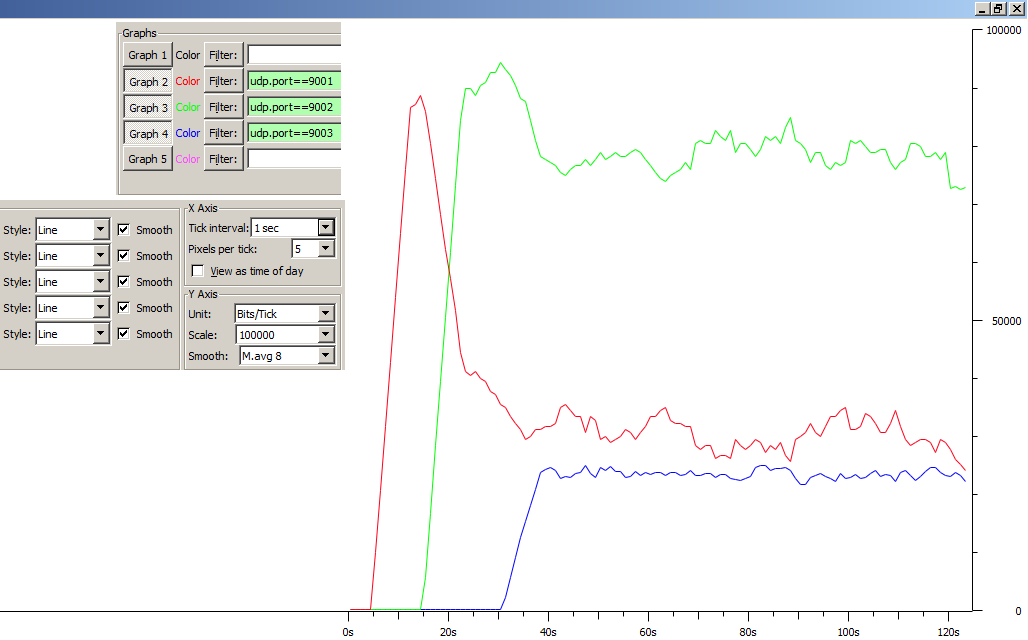 Graphs
Graph 1 Color Filter:
Graph 2 Color Filter: udp.port==9001
Graph 3 Color Filter: udp.port==9002
Graph 4 Color Filter: udp.port==9003
Graph 5 Color Filter:
Style: Line Smooth
Style: Line Smooth
Style: Line Smooth
Style: Line Smooth
Style: Line Smooth
X Axis
Tick interval: 1 sec
Pixels per tick: 5
View as time of day
Y Axis
Unit: Bits/Tick
Scale: 100000
Smooth: M.avg 8
100000
50000
0
0s 20s 40s 60s 80s 100s 120s